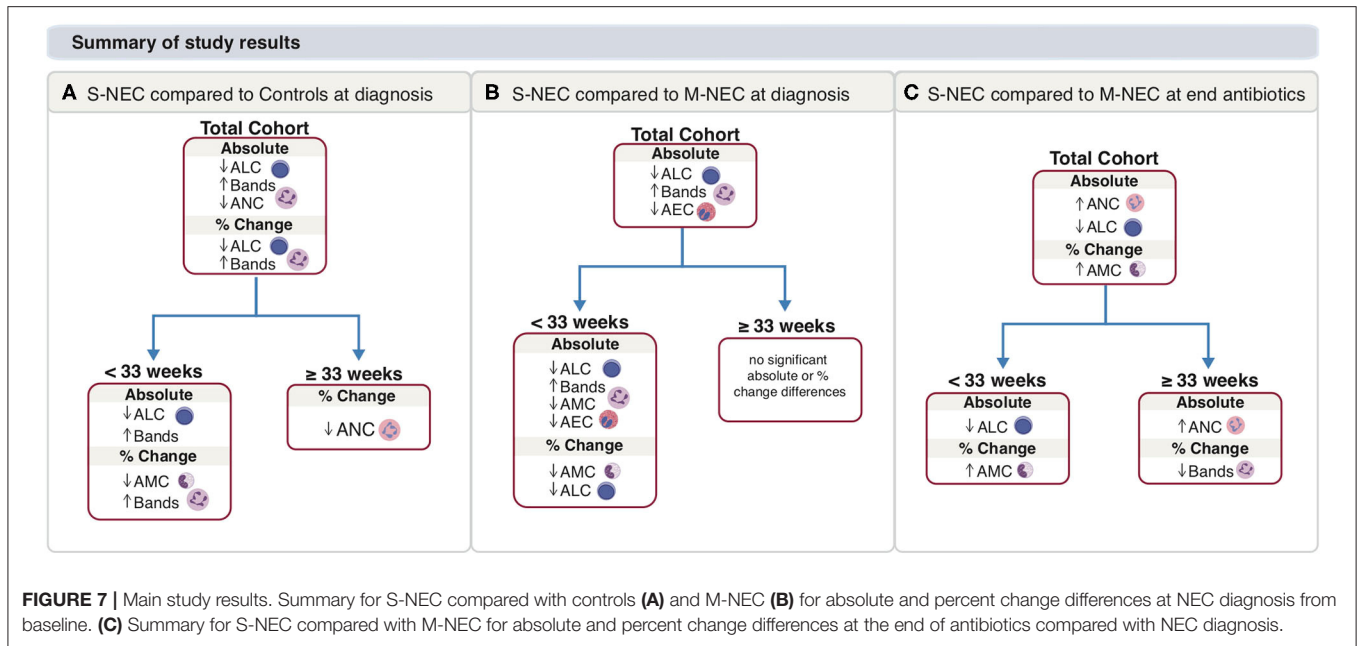 Summary of study results
A S-NEC compared to Controls at diagnosis
Total Cohort
Absolute
↓ALC
↑Bands
↓ANC
% Change
↓ALC
↑Bands
< 33 weeks
Absolute
↓ALC
↑Bands
% Change
↓AMC
↑Bands
≥ 33 weeks
% Change
↓ANC
B S-NEC compared to M-NEC at diagnosis
Total Cohort
Absolute
↓ALC
↑Bands
↓AEC
< 33 weeks
Absolute
↓ALC
↑Bands
↓AMC
↓AEC
% Change
↓AMC
↓ALC
≥ 33 weeks
no significant
absolute or %
change differences
C S-NEC compared to M-NEC at end antibiotics
Total Cohort
Absolute
↑ANC
↓ALC
% Change
↑AMC
< 33 weeks
Absolute
↓ALC
% Change
↑AMC
≥ 33 weeks
Absolute
↑ANC
% Change
↓Bands
FIGURE 7 | Main study results. Summary for S-NEC compared with controls (A) and M-NEC (B) for absolute and percent change differences at NEC diagnosis from
baseline. (C) Summary for S-NEC compared with M-NEC for absolute and percent change differences at the end of antibiotics compared with NEC diagnosis.